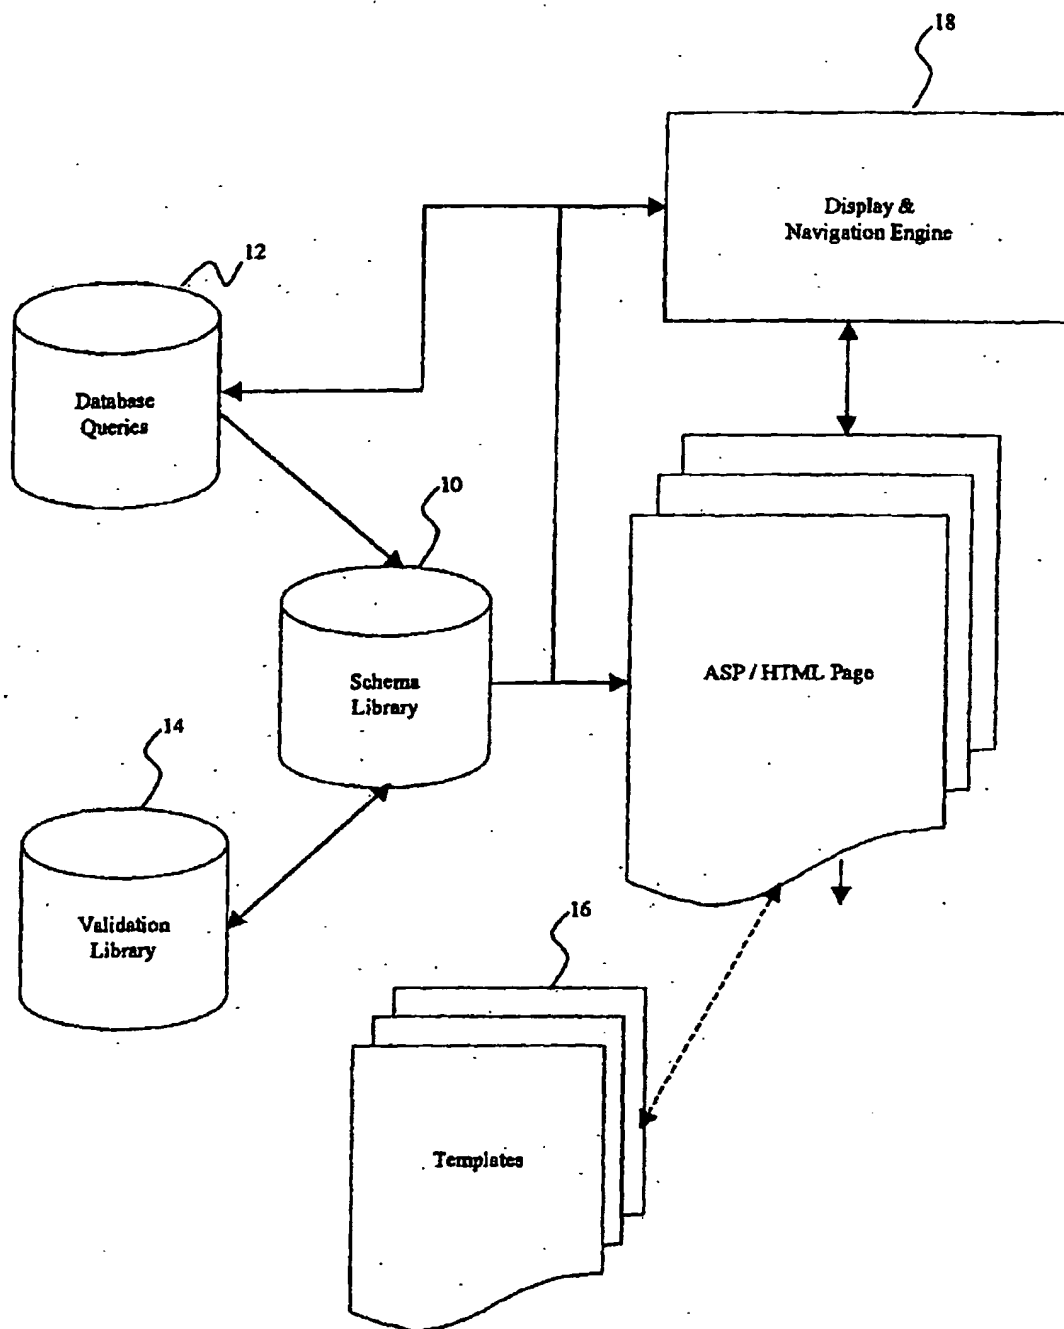 18
Display &
Navigation Engine
12
Database
Queries
10
Schema
Library
ASP / HTML Page
14
Validation
Library
16
Templates